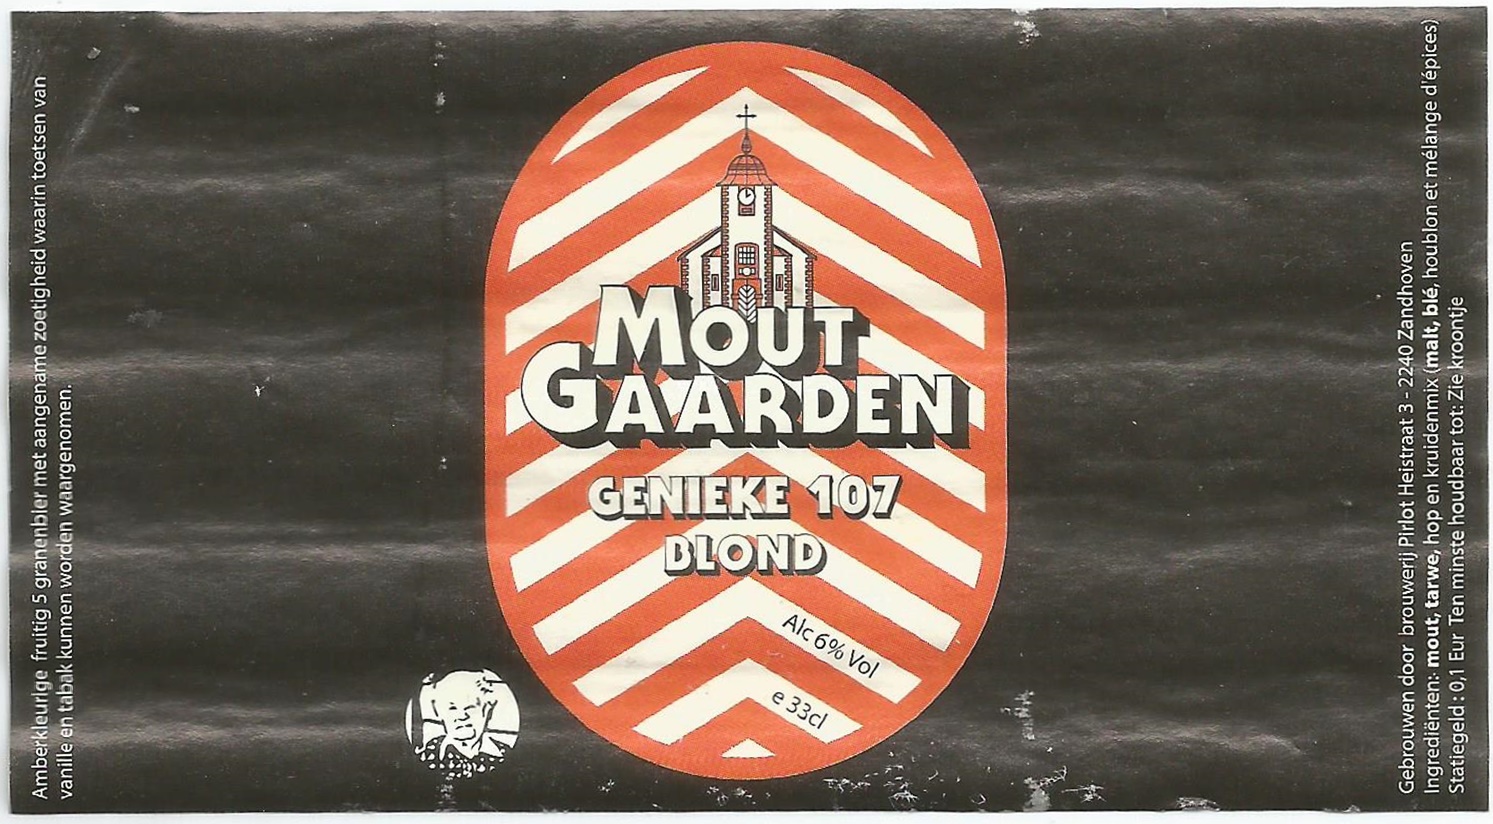 Amberkleurige fruitig 5 granenbier met aangename zoetigheid waarin toetsen van
vanille en tabak kunnen worden waargenomen.
MOUT
GAARDEN
GENIEKE 107
BLOND
Alc 6% Vol
e 33cl
Gebrouwen door brouwerij Pirlot Heistraat 3 - 2240 Zandhoven
Ingrediënten: mout, tarwe, hop en kruidenmix (malt, blé, houblon et mélange d'épices)
Statiegeld : 0,1 Eur Ten minste houdbaar tot: Zie kroontje